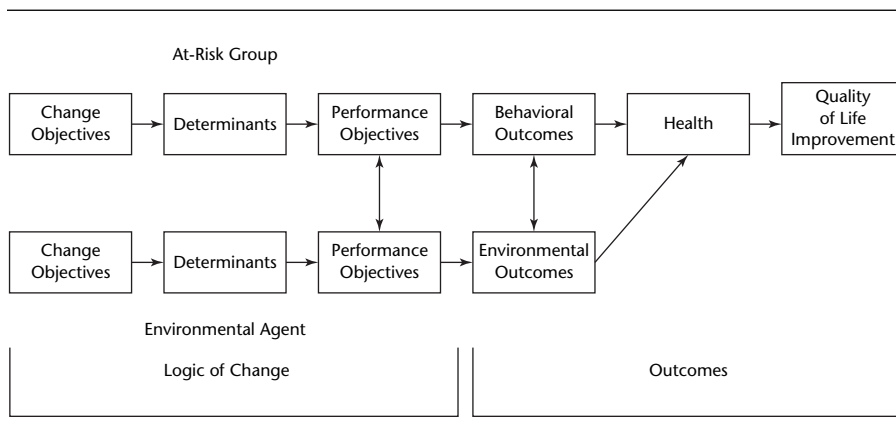 At-Risk Group
Change
Objectives
Determinants
Performance
Objectives
Behavioral
Outcomes
Health
Quality
of Life
Improvement
Change
Objectives
Determinants
Performance
Objectives
Environmental
Outcomes
Environmental Agent
Logic of Change
Outcomes